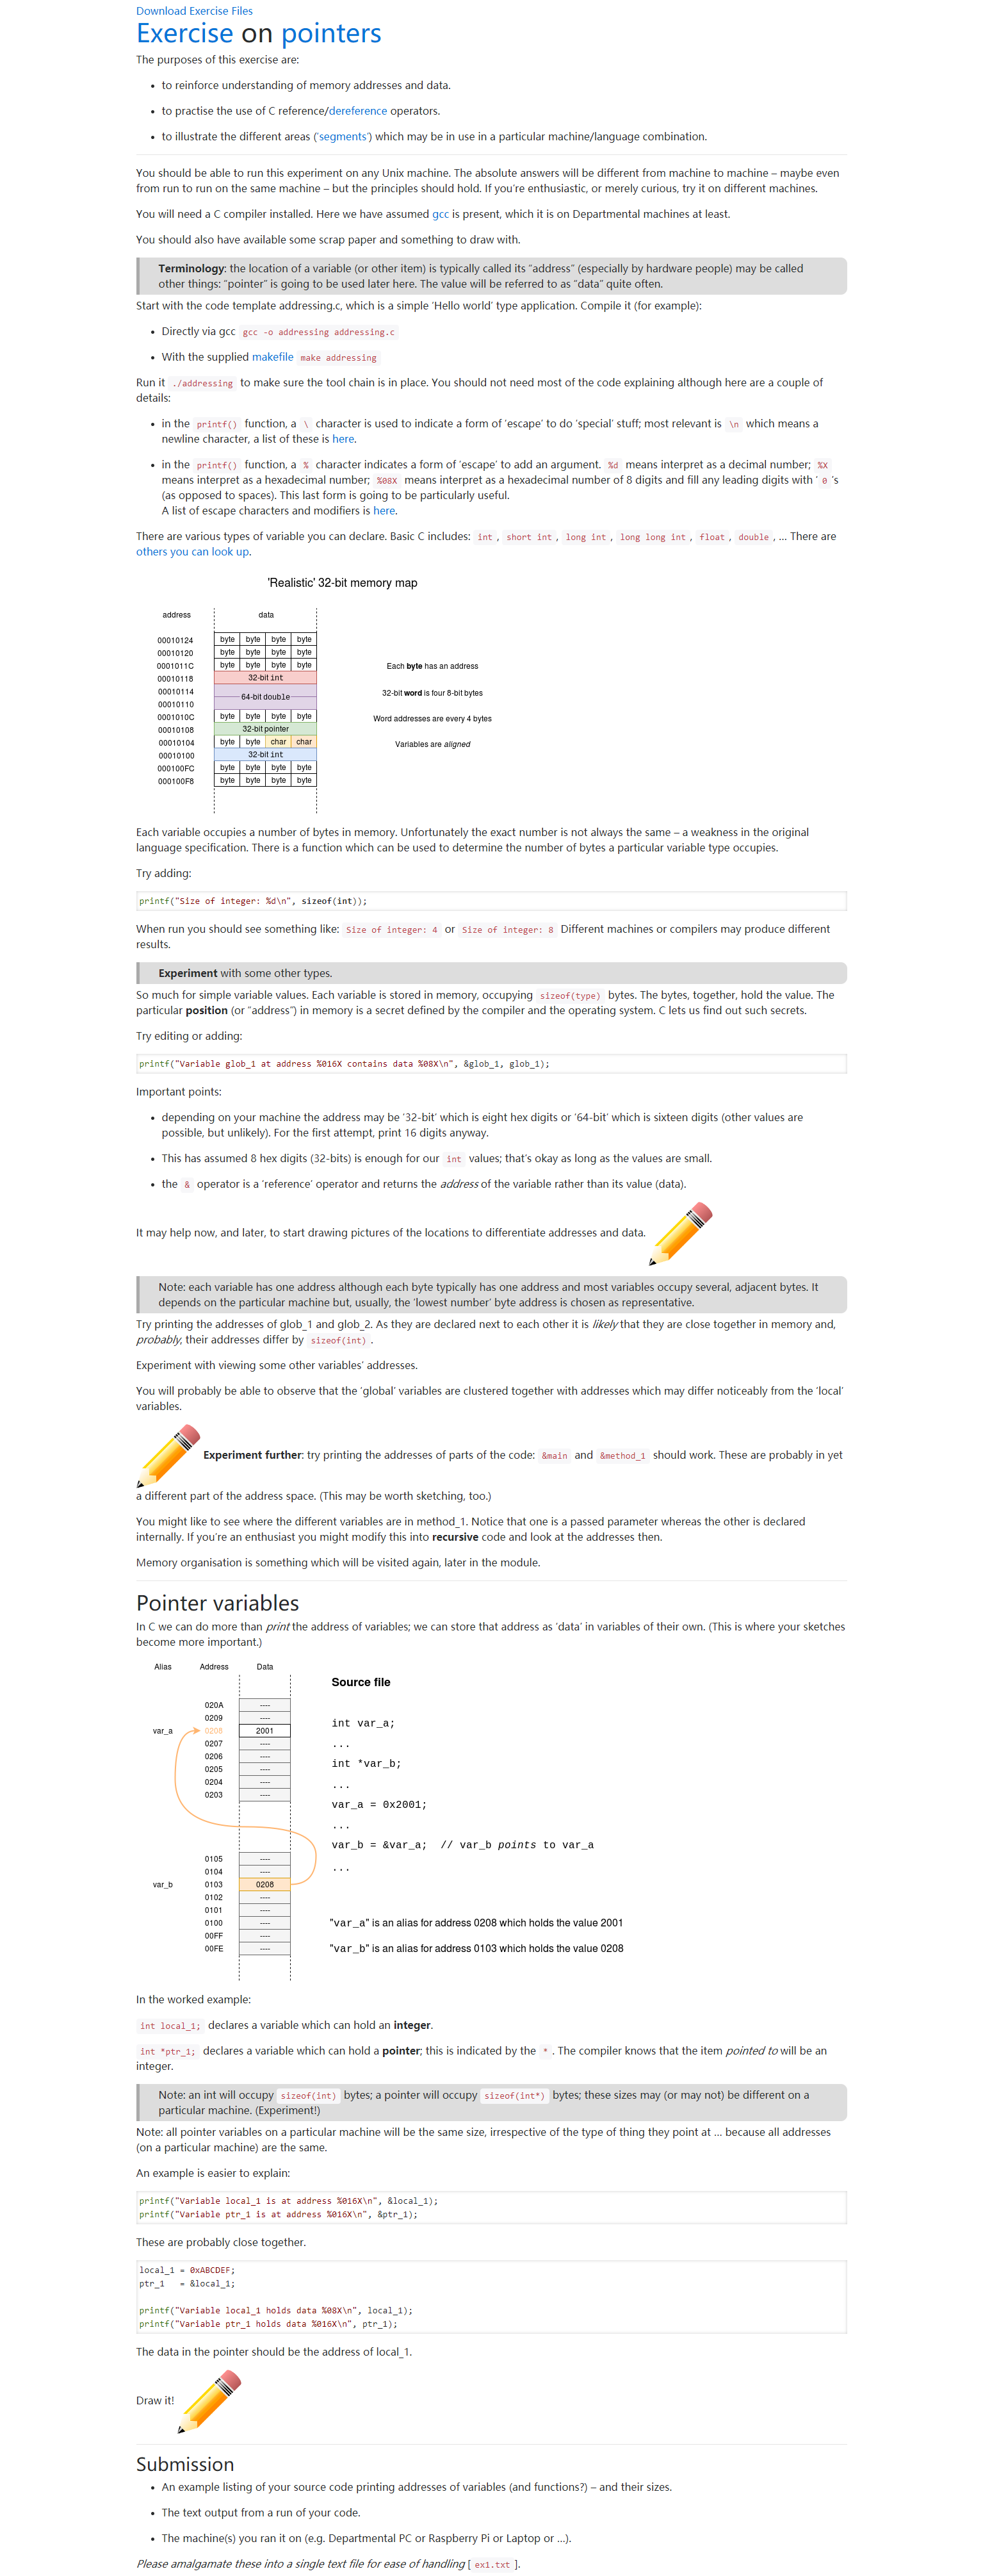 Download Exercise Files
Exercise on pointers
The purposes of this exercise are:
• to reinforce understanding of memory addresses and data.
• to practise the use of C reference/dereference operators.
• to illustrate the different areas ('segments') which may be in use in a particular machine/language combination.
You should be able to run this experiment on any Unix machine. The absolute answers will be different from machine to machine – maybe even
from run to run on the same machine – but the principles should hold. If you're enthusiastic, or merely curious, try it on different machines.
You will need a C compiler installed. Here we have assumed gcc is present, which it is on Departmental machines at least.
You should also have available some scrap paper and something to draw with.
Terminology: the location of a variable (or other item) is typically called its "address" (especially by hardware people) may be called
other things: "pointer" is going to be used later here. The value will be referred to as "data" quite often.
Start with the code template addressing.c, which is a simple 'Hello world' type application. Compile it (for example):
• Directly via gcc gcc -o addressing addressing.c
• With the supplied makefile make addressing
Run it ./addressing to make sure the tool chain is in place. You should not need most of the code explaining although here are a couple of
details:
• in the printf() function, a \ character is used to indicate a form of 'escape' to do 'special' stuff; most relevant is \n which means a
newline character, a list of these is here.
• in the printf() function, a % character indicates a form of 'escape' to add an argument. %d means interpret as a decimal number; %X
means interpret as a hexadecimal number; %08X means interpret as a hexadecimal number of 8 digits and fill any leading digits with ' 0 's
(as opposed to spaces). This last form is going to be particularly useful.
A list of escape characters and modifiers is here.
There are various types of variable you can declare. Basic C includes: int , short int , long int , long long int , float , double , ... There are
others you can look up.
'Realistic' 32-bit memory map
address data
00010124 byte byte byte byte
00010120 byte byte byte byte
0001011C byte byte byte byte Each byte has an address
00010118 32-bit int
00010114 64-bit double 32-bit word is four 8-bit bytes
00010110
0001010C byte byte byte byte Word addresses are every 4 bytes
00010108 32-bit pointer
00010104 byte byte char char Variables are aligned
00010100 32-bit int
000100FC byte byte byte byte
000100F8 byte byte byte byte
Each variable occupies a number of bytes in memory. Unfortunately the exact number is not always the same – a weakness in the original
language specification. There is a function which can be used to determine the number of bytes a particular variable type occupies.
Try adding:
printf("Size of integer: %d\n", sizeof(int));
When run you should see something like: Size of integer: 4 or Size of integer: 8 Different machines or compilers may produce different
results.
Experiment with some other types.
So much for simple variable values. Each variable is stored in memory, occupying sizeof(type) bytes. The bytes, together, hold the value. The
particular position (or "address") in memory is a secret defined by the compiler and the operating system. C lets us find out such secrets.
Try editing or adding:
printf("Variable glob_1 at address %016X contains data %08X\n", &glob_1, glob_1);
Important points:
• depending on your machine the address may be '32-bit' which is eight hex digits or '64-bit' which is sixteen digits (other values are
possible, but unlikely). For the first attempt, print 16 digits anyway.
• This has assumed 8 hex digits (32-bits) is enough for our int values; that's okay as long as the values are small.
• the & operator is a 'reference' operator and returns the address of the variable rather than its value (data).
It may help now, and later, to start drawing pictures of the locations to differentiate addresses and data.
Note: each variable has one address although each byte typically has one address and most variables occupy several, adjacent bytes. It
depends on the particular machine but, usually, the 'lowest number' byte address is chosen as representative.
Try printing the addresses of glob_1 and glob_2. As they are declared next to each other it is likely that they are close together in memory and,
probably, their addresses differ by sizeof(int) .
Experiment with viewing some other variables' addresses.
You will probably be able to observe that the 'global' variables are clustered together with addresses which may differ noticeably from the 'local'
variables.
Experiment further: try printing the addresses of parts of the code: &main and &method_1 should work. These are probably in yet
a different part of the address space. (This may be worth sketching, too.)
You might like to see where the different variables are in method_1. Notice that one is a passed parameter whereas the other is declared
internally. If you're an enthusiast you might modify this into recursive code and look at the addresses then.
Memory organisation is something which will be visited again, later in the module.
Pointer variables
In C we can do more than print the address of variables; we can store that address as 'data' in variables of their own. (This is where your sketches
become more important.)
Alias Address Data
Source file
020A ----
0209 ----
var_a 0208 2001
0207 ----
0206 ----
0205 ----
0204 ----
0203 ----
int var_a;
...
int *var_b;
...
var_a = 0x2001;
...
var_b = &var_a; // var_b points to var_a
...
0105 ----
0104 ----
var_b 0103 0208
0102 ----
0101 ----
0100 ----
00FF ----
00FE ----
"var_a" is an alias for address 0208 which holds the value 2001
"var_b" is an alias for address 0103 which holds the value 0208
In the worked example:
int local_1; declares a variable which can hold an integer.
int *ptr_1; declares a variable which can hold a pointer; this is indicated by the * . The compiler knows that the item pointed to will be an
integer.
Note: an int will occupy sizeof(int) bytes; a pointer will occupy sizeof(int*) bytes; these sizes may (or may not) be different on a
particular machine. (Experiment!)
Note: all pointer variables on a particular machine will be the same size, irrespective of the type of thing they point at ... because all addresses
(on a particular machine) are the same.
An example is easier to explain:
printf("Variable local_1 is at address %016X\n", &local_1);
printf("Variable ptr_1 is at address %016X\n", &ptr_1);
These are probably close together.
local_1 = 0xABCDEF;
ptr_1   = &local_1;
printf("Variable local_1 holds data %08X\n", local_1);
printf("Variable ptr_1 holds data %016X\n", ptr_1);
The data in the pointer should be the address of local_1.
Draw it!
Submission
• An example listing of your source code printing addresses of variables (and functions?) – and their sizes.
• The text output from a run of your code.
• The machine(s) you ran it on (e.g. Departmental PC or Raspberry Pi or Laptop or ...).
Please amalgamate these into a single text file for ease of handling [ ex1.txt ].